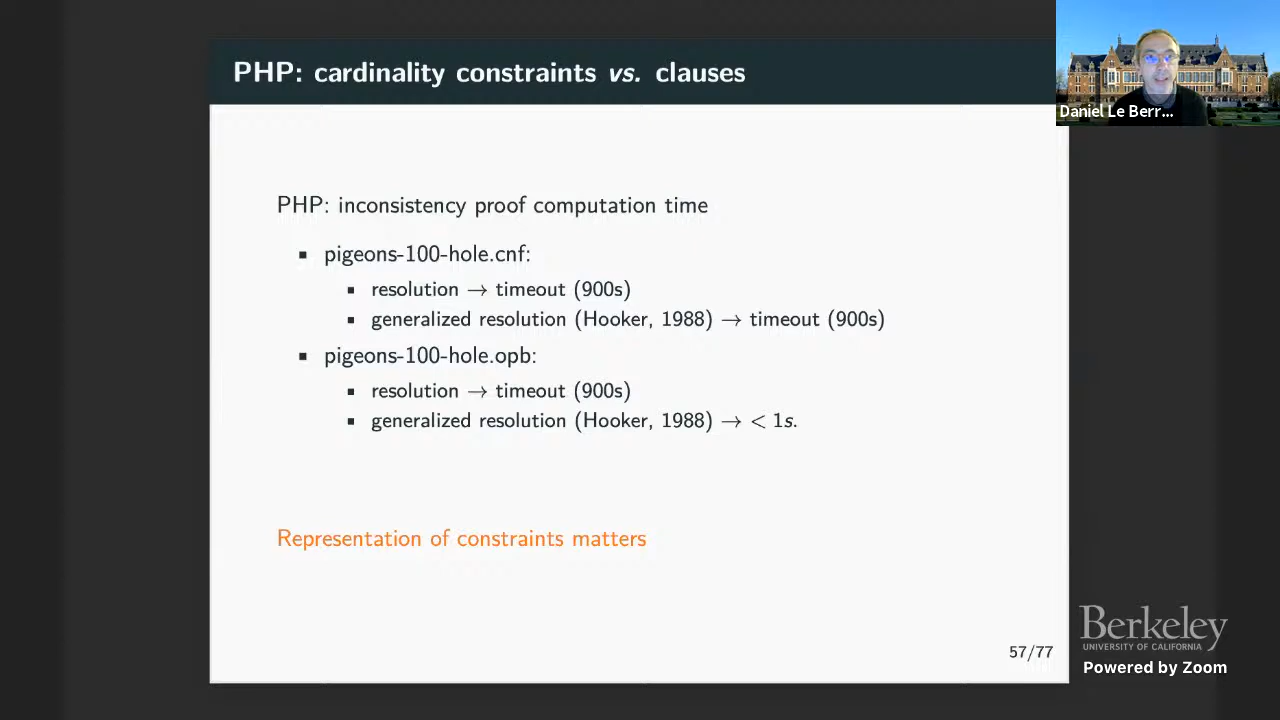 PHP: cardinality constraints vs. clauses
Daniel Le Berr...
PHP: inconsistency proof computation time
▪ pigeons-100-hole.cnf:
▪ resolution → timeout (900s)
▪ generalized resolution (Hooker, 1988) → timeout (900s)
▪ pigeons-100-hole.opb:
▪ resolution → timeout (900s)
▪ generalized resolution (Hooker, 1988) → < 1s.
Representation of constraints matters
57/77
Berkeley
UNIVERSITY OF CALIFORNIA
Powered by Zoom